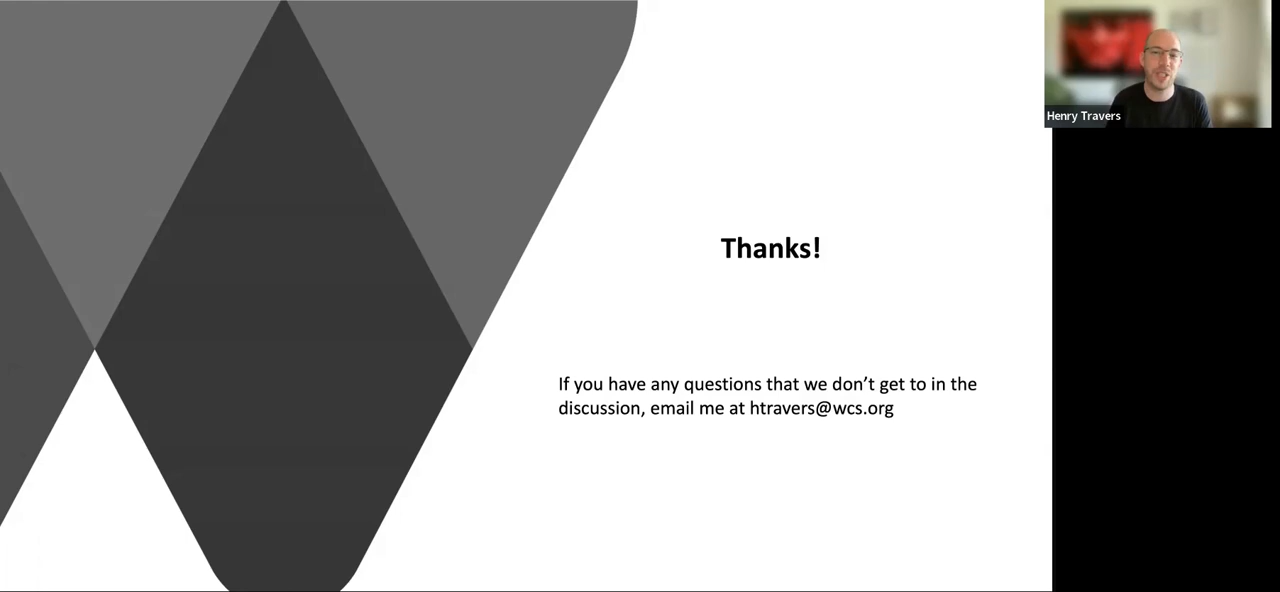 Henry Travers
Thanks!
If you have any questions that we don’t get to in the
discussion, email me at htravers@wcs.org